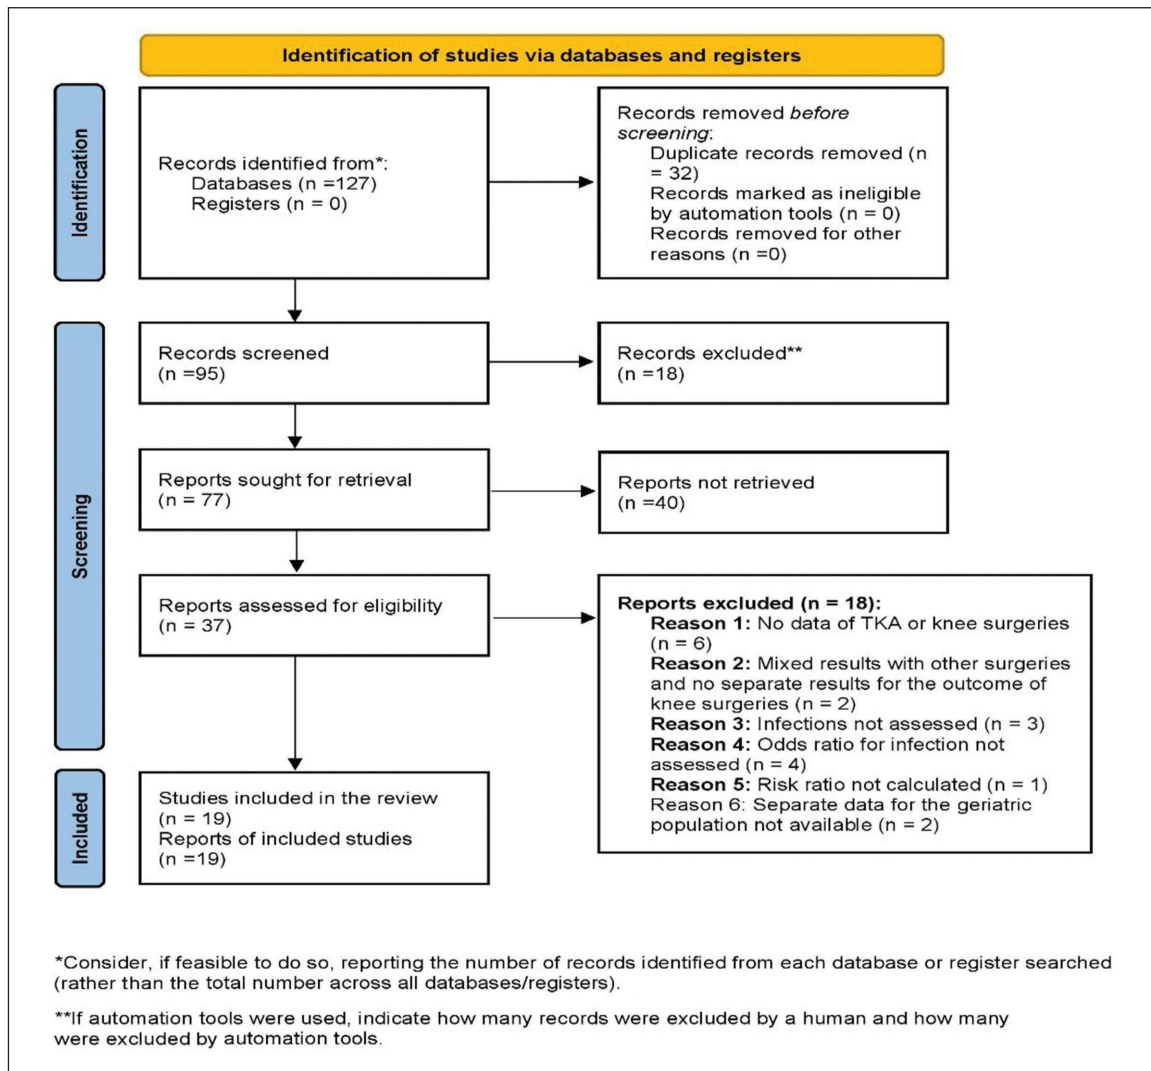 Identification of studies via databases and registers
Identification
Records identified from*:
Databases (n =127)
Registers (n = 0)
Records removed before
screening:
Duplicate records removed (n
= 32)
Records marked as ineligible
by automation tools (n = 0)
Records removed for other
reasons (n =0)
Screening
Records screened
(n =95)
Records excluded**
(n =18)
Reports sought for retrieval
(n = 77)
Reports not retrieved
(n =40)
Reports assessed for eligibility
(n = 37)
Reports excluded (n = 18):
Reason 1: No data of TKA or knee surgeries
(n = 6)
Reason 2: Mixed results with other surgeries
and no separate results for the outcome of
knee surgeries (n = 2)
Reason 3: Infections not assessed (n = 3)
Reason 4: Odds ratio for infection not
assessed (n = 4)
Reason 5: Risk ratio not calculated (n = 1)
Reason 6: Separate data for the geriatric
population not available (n = 2)
Included
Studies included in the review
(n = 19)
Reports of included studies
(n =19)
*Consider, if feasible to do so, reporting the number of records identified from each database or register searched
(rather than the total number across all databases/registers).
**If automation tools were used, indicate how many records were excluded by a human and how many
were excluded by automation tools.